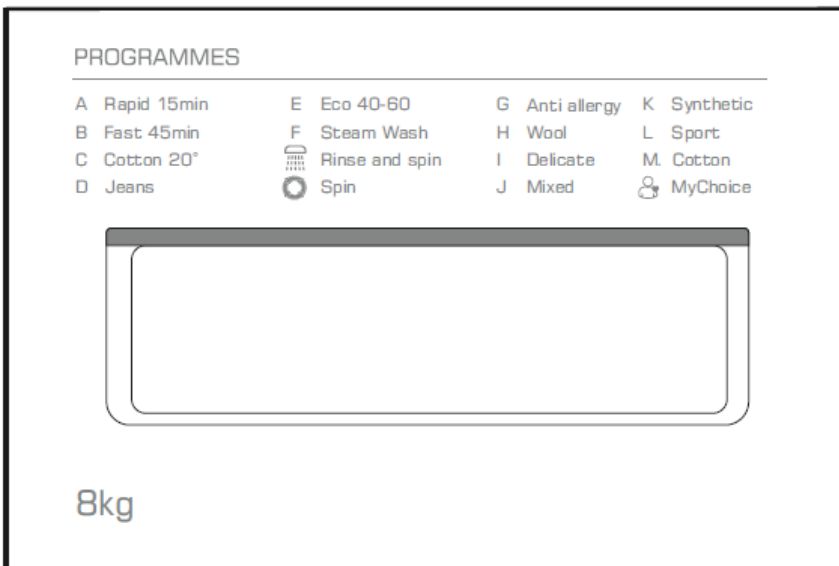 PROGRAMMES
A Rapid 15min E Eco 40-60 G Anti allergy K Synthetic
B Fast 45min F Steam Wash H Wool L Sport
C Cotton 20° Rinse and spin I Delicate M. Cotton
D Jeans Spin J Mixed MyChoice
8kg